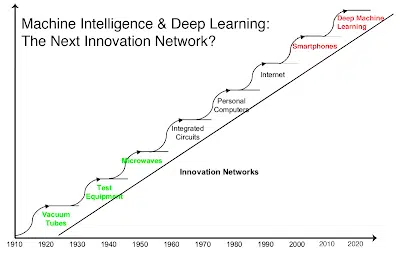 Machine Intelligence & Deep Learning:
The Next Innovation Network?
Deep Machine
Learning
Smartphones
Internet
Personal
Computers
Integrated
Circuits
Microwaves
Innovation Networks
Test
Equipment
Vacuum
Tubes
1910 1920 1930 1940 1950 1960 1970 1980 1990 2000 2010 2020